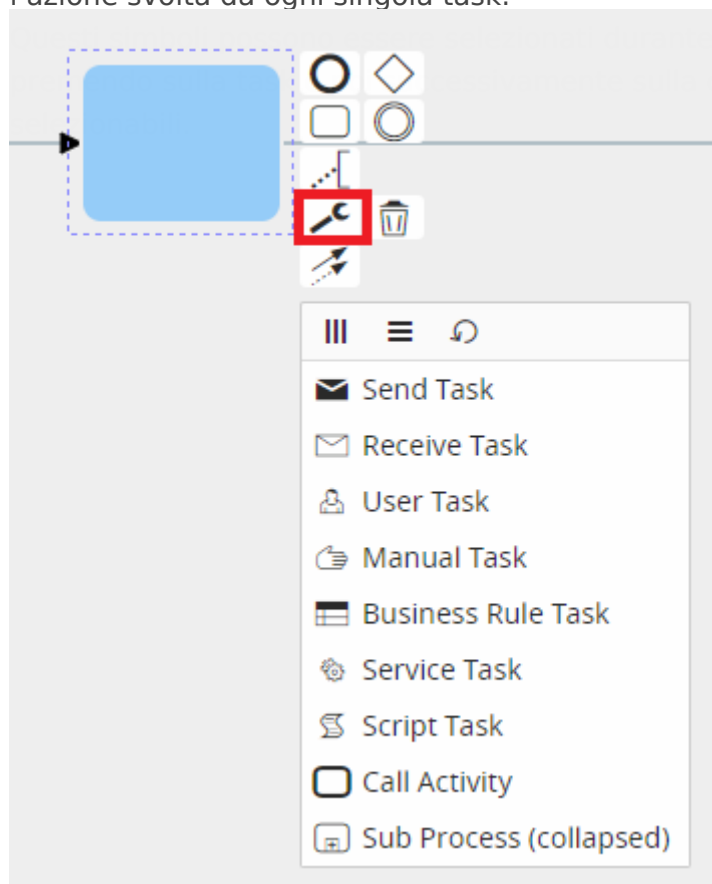 l'azione svolta da ogni singola task.
Send Task
Receive Task
User Task
Manual Task
Business Rule Task
Service Task
Script Task
Call Activity
Sub Process (collapsed)